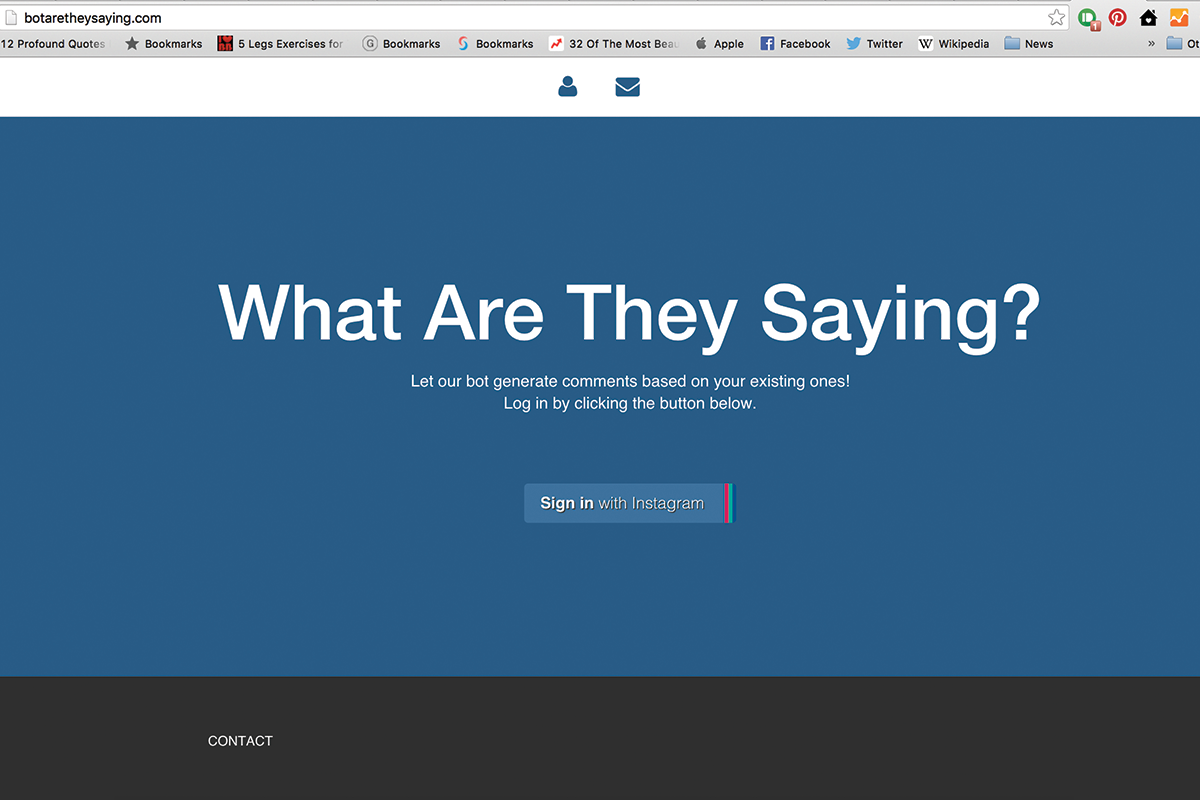 botaretheysaying.com
12 Profound Quotes Bookmarks 5 Legs Exercises for G Bookmarks Bookmarks 32 Of The Most Beau Apple Facebook Twitter W Wikipedia News » Ot
1
What Are They Saying?
Let our bot generate comments based on your existing ones!
Log in by clicking the button below.
Sign in with Instagram
CONTACT